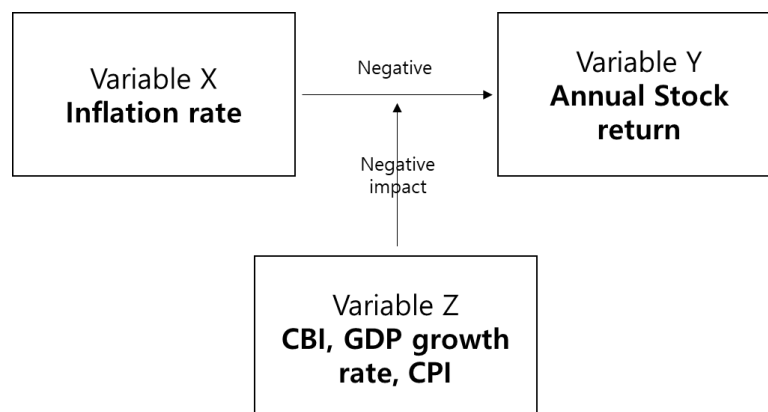 Variable X
Inflation rate
Negative
Variable Y
Annual Stock
return
Negative
impact
Variable Z
CBI, GDP growth
rate, CPI